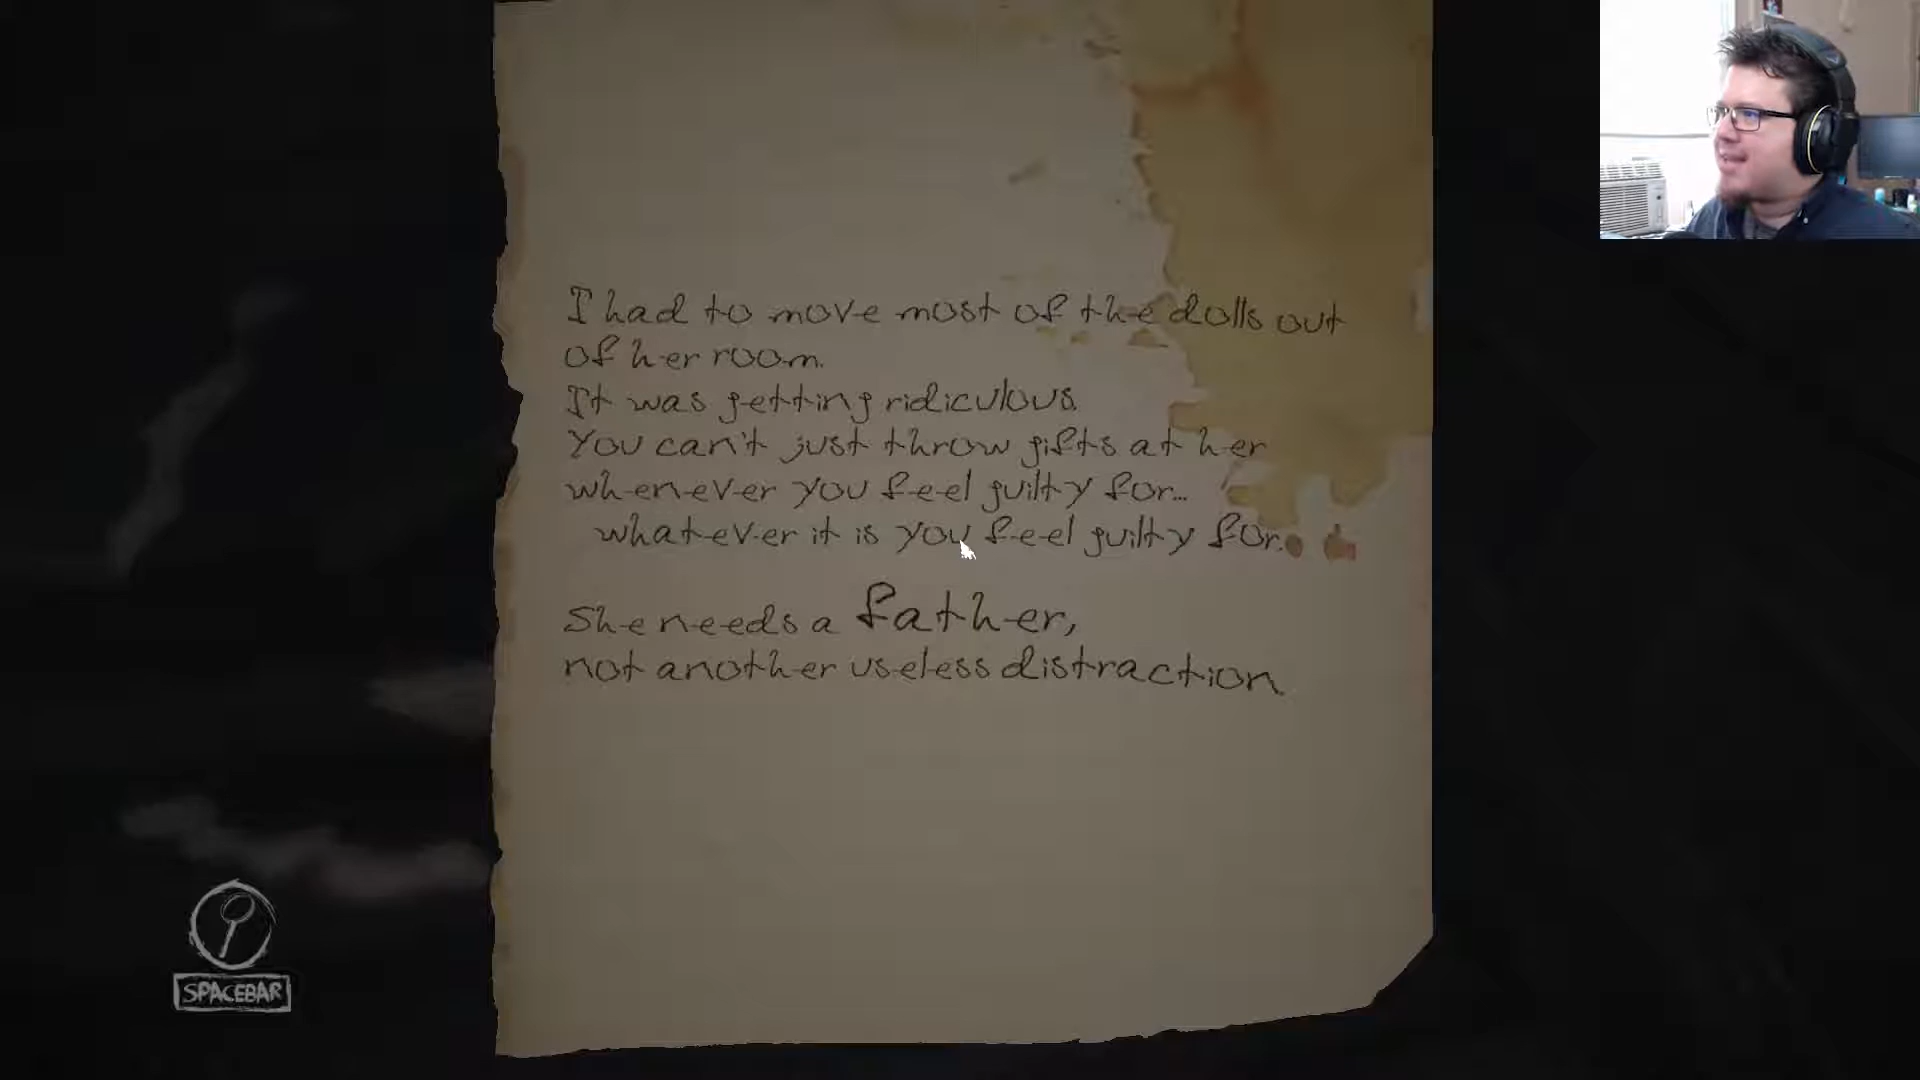 I had to move most of the dolls out
of her room.
It was getting ridiculous.
You can't just throw gifts at her
whenever you feel guilty for...
whatever it is you feel guilty for.
She needs a father,
not another useless distraction.
SPACEBAR